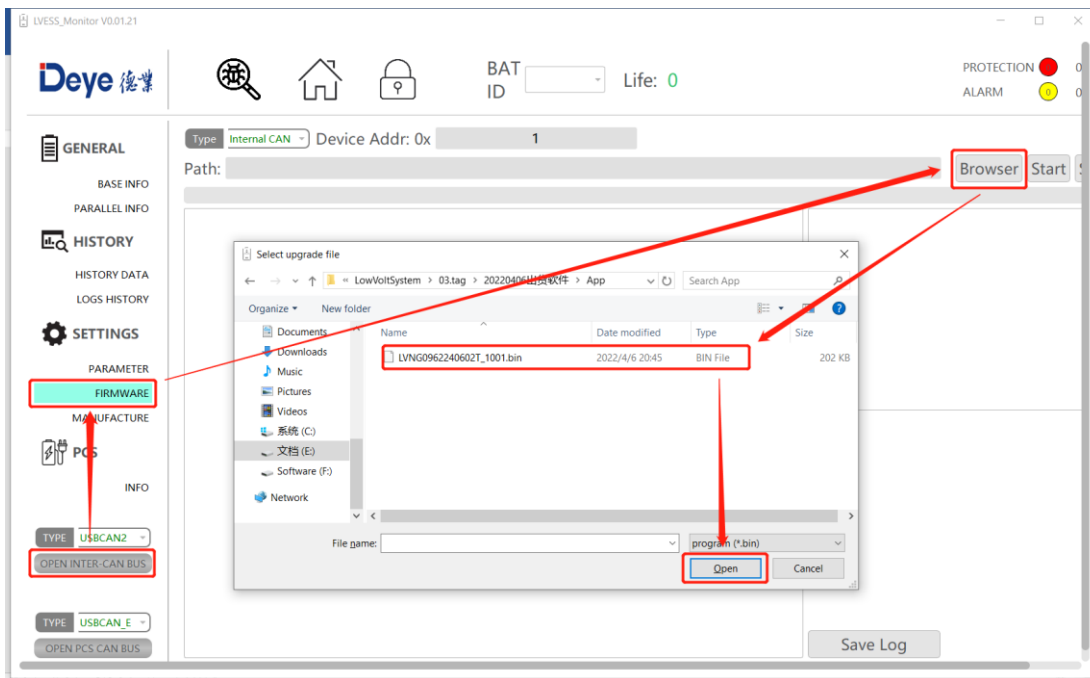 LVESS_Monitor V0.01.21
Deye 德業
BAT ID
Life: 0
PROTECTION 0
ALARM 0 0
Type Internal CAN Device Addr: 0x 1
Path:
Browser Start
GENERAL
BASE INFO
PARALLEL INFO
HISTORY
HISTORY DATA
LOGS HISTORY
SETTINGS
PARAMETER
FIRMWARE
MANUFACTURE
PCS
INFO
TYPE USBCAN2
OPEN INTER-CAN BUS
TYPE USBCAN_E
OPEN PCS CAN BUS
Select upgrade file
« LowVoltSystem > 03.tag > 20220406出货软件 > App
Search App
Organize New folder
Name Date modified Type Size
LVNG0962240602T_1001.bin 2022/4/6 20:45 BIN File 202 KB
Documents
Downloads
Music
Pictures
Videos
系统 (C:)
文档 (E:)
Software (F:)
Network
File name: program (*.bin)
Open Cancel
Save Log